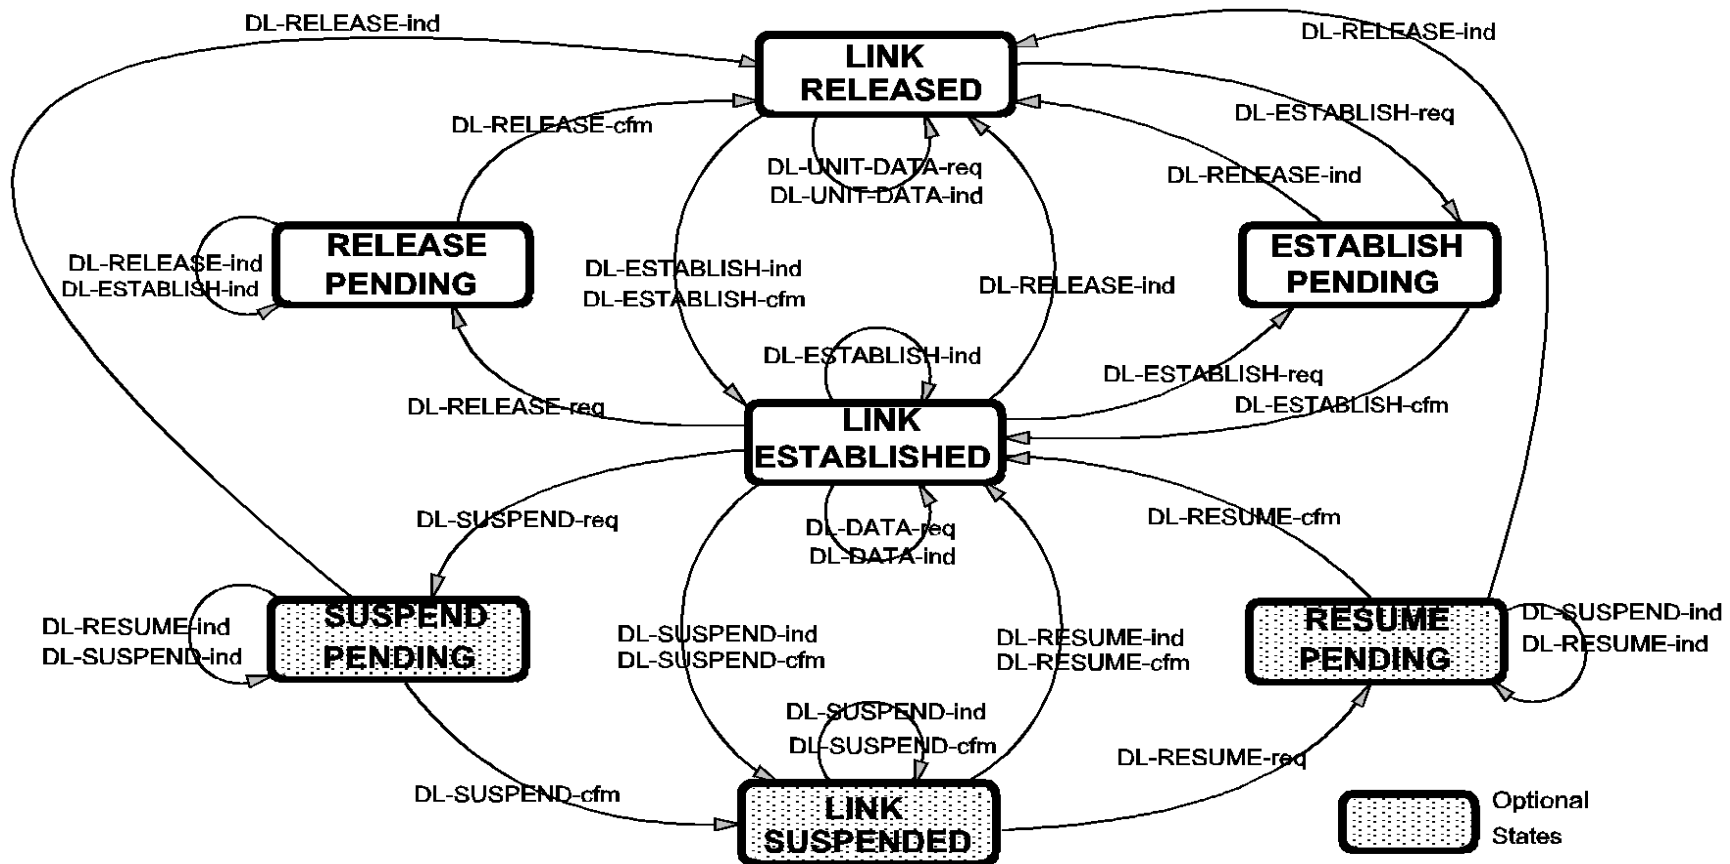 DL-RELEASE-ind
DL-RELEASE-ind
LINK
RELEASED
DL-RELEASE-cfm
DL-ESTABLISH-req
DL-UNIT-DATA-req
DL-UNIT-DATA-ind
DL-RELEASE-ind
RELEASE
PENDING
DL-RELEASE-ind
DL-ESTABLISH-ind
DL-ESTABLISH-ind
DL-ESTABLISH-cfm
DL-RELEASE-ind
ESTABLISH
PENDING
DL-ESTABLISH-ind
DL-ESTABLISH-req
DL-RELEASE-req
DL-ESTABLISH-cfm
LINK
ESTABLISHED
DL-SUSPEND-req
DL-DATA-req
DL-DATA-ind
DL-RESUME-cfm
DL-RESUME-ind
DL-SUSPEND-ind
SUSPEND
PENDING
DL-SUSPEND-ind
DL-SUSPEND-cfm
DL-RESUME-ind
DL-RESUME-cfm
RESUME
PENDING
DL-SUSPEND-ind
DL-RESUME-ind
DL-SUSPEND-ind
DL-SUSPEND-cfm
DL-RESUME-req
DL-SUSPEND-cfm
LINK
SUSPENDED
Optional
States